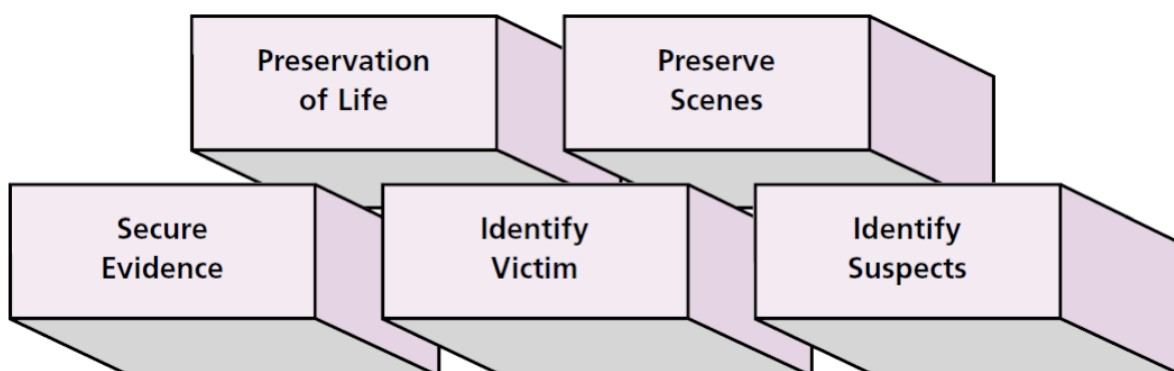 Preservation
of Life
Preserve
Scenes
Secure
Evidence
Identify
Victim
Identify
Suspects